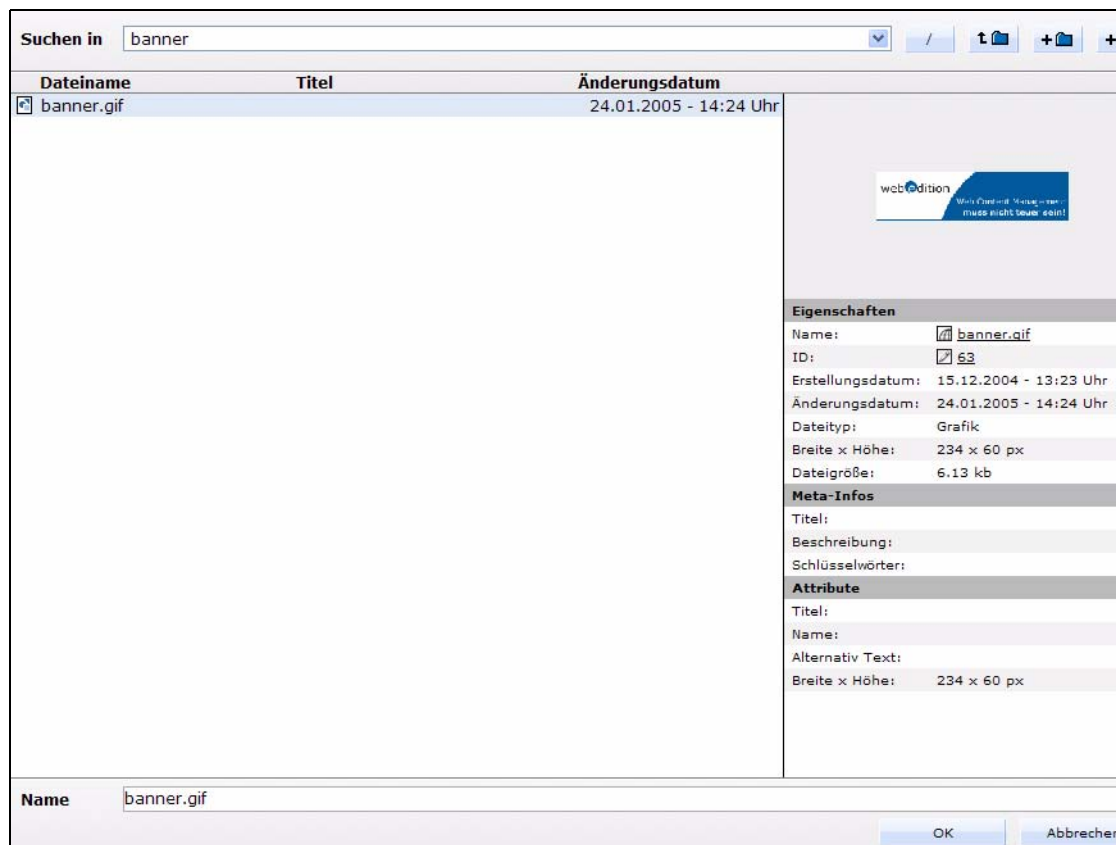 Suchen in banner / + +
Dateiname Titel Änderungsdatum
banner.gif 24.01.2005 - 14:24 Uhr
webEdition
Web Content Management
muss nicht teuer sein!
Eigenschaften
Name: banner.gif
ID: 63
Erstellungsdatum: 15.12.2004 - 13:23 Uhr
Änderungsdatum: 24.01.2005 - 14:24 Uhr
Dateityp: Grafik
Breite x Höhe: 234 x 60 px
Dateigröße: 6.13 kb
Meta-Infos
Titel:
Beschreibung:
Schlüsselwörter:
Attribute
Titel:
Name:
Alternativ Text:
Breite x Höhe: 234 x 60 px
Name banner.gif
OK Abbrechen